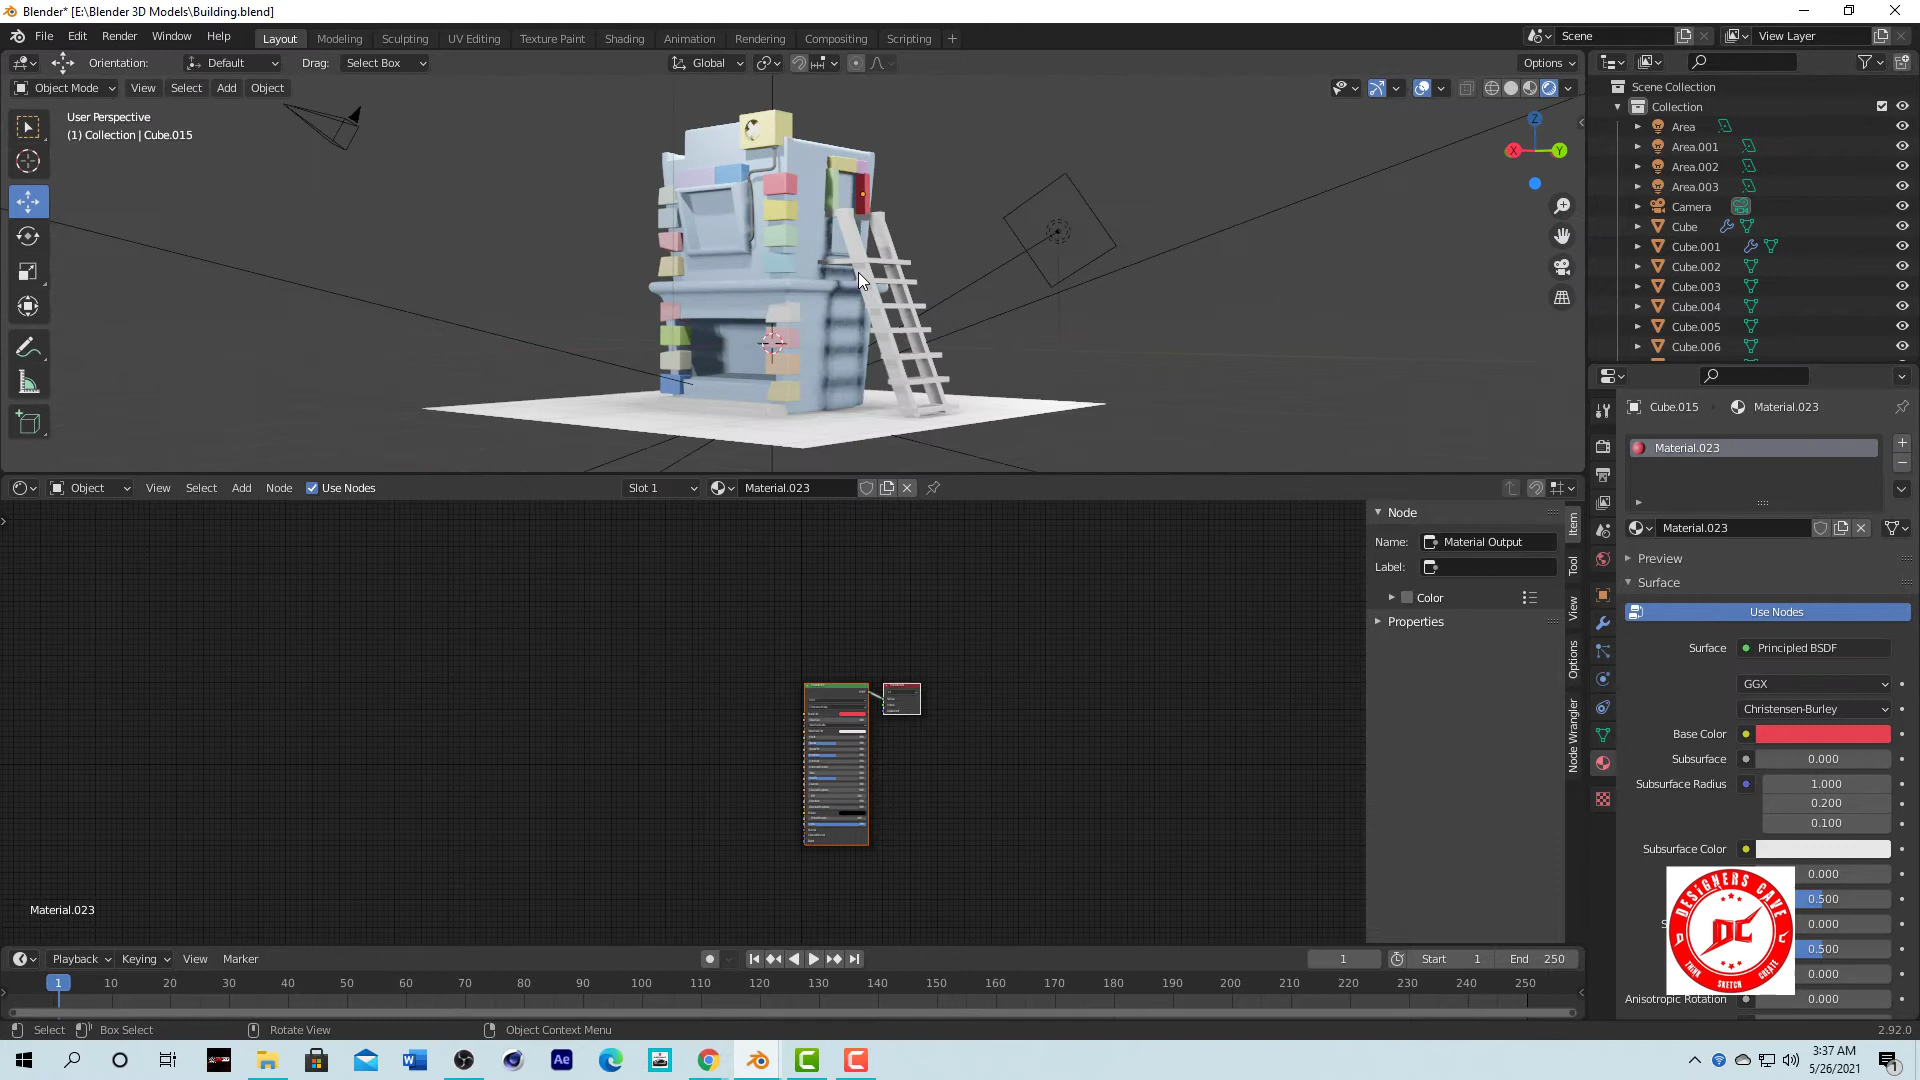 Blender* [E:\Blender 3D Models\Building.blend]
File Edit Render Window Help Layout Modeling Sculpting UV Editing Texture Paint Shading Animation Rendering Compositing Scripting Scene View Layer
Orientation: Default Drag: Select Box Global Options
Object Mode View Select Add Object
User Perspective
(1) Collection | Cube.015
Z
X Y
Scene Collection
Collection
Area
Area.001
Area.002
Area.003
Camera
Cube
Cube.001
Cube.002
Cube.003
Cube.004
Cube.005
Cube.006
Cube.015 Material.023
Material.023
Material.023
Preview
Surface
Use Nodes
Surface Principled BSDF
GGX
Christensen-Burley
Base Color
Subsurface 0.000
Subsurface Radius 1.000
0.200
0.100
Subsurface Color
0.000
0.500
0.000
0.500
0.000
Anisotropic Rotation 0.000
DESIGNERS CAVE
DC
THINK SKETCH CREATE
Object View Select Add Node Use Nodes Slot 1 Material.023
Node
Name: Material Output
Label:
Color
Properties
Item
Tool
View
Options
Node Wrangler
Material.023
Playback Keying View Marker 1 Start 1 End 250
1 10 20 30 40 50 60 70 80 90 100 110 120 130 140 150 160 170 180 190 200 210 220 230 240 250
Select Box Select Rotate View Object Context Menu 2.92.0
W Ae
3:37 AM
5/26/2021
1